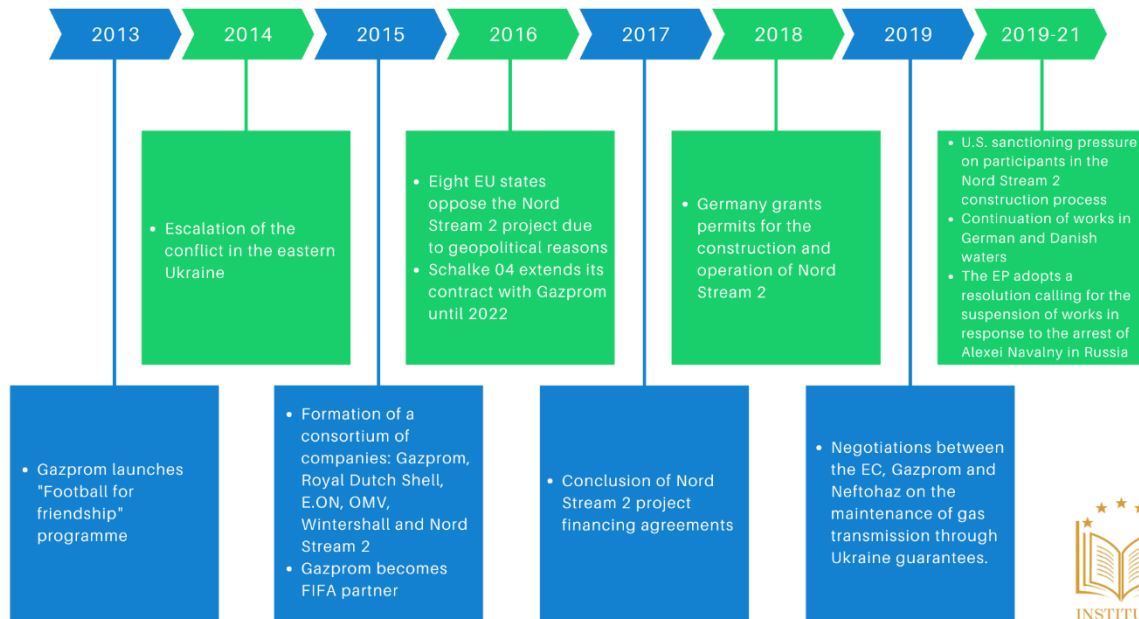 2013
2014
2015
2016
2017
2018
2019
2019-21
• Escalation of the
conflict in the eastern
Ukraine
• Eight EU states
oppose the Nord
Stream 2 project due
to geopolitical reasons
• Schalke 04 extends its
contract with Gazprom
until 2022
• Germany grants
permits for the
construction and
operation of Nord
Stream 2
• U.S. sanctioning pressure
on participants in the
Nord Stream 2
construction process
• Continuation of works in
German and Danish
waters
• The EP adopts a
resolution calling for the
suspension of works in
response to the arrest of
Alexei Navalny in Russia
• Gazprom launches
"Football for
friendship"
programme
• Formation of a
consortium of
companies: Gazprom,
Royal Dutch Shell,
E.ON, OMV,
Wintershall and Nord
Stream 2
• Gazprom becomes
FIFA partner
• Conclusion of Nord
Stream 2 project
financing agreements
• Negotiations between
the EC, Gazprom and
Neftohaz on the
maintenance of gas
transmission through
Ukraine guarantees.